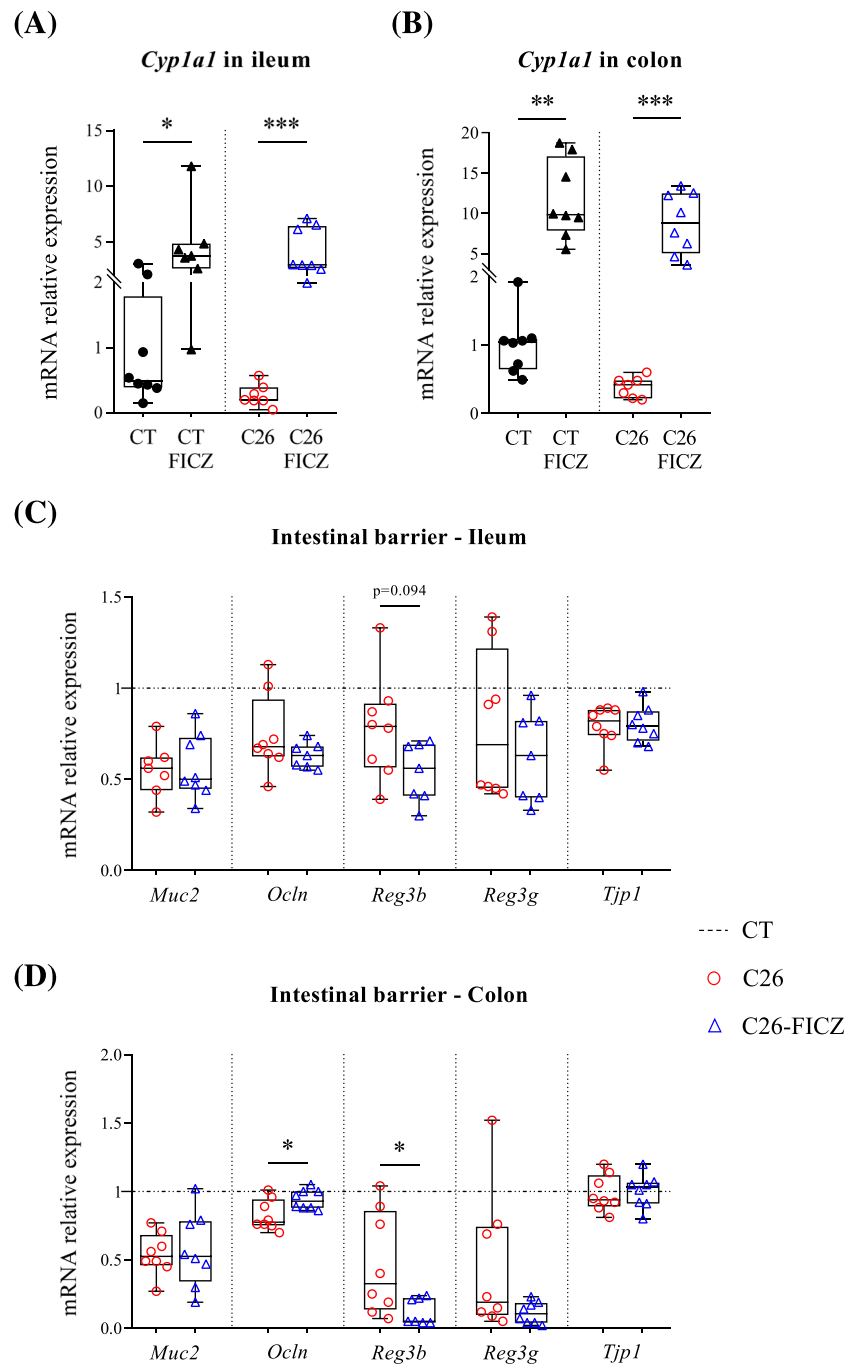 (A)
Cyp1a1 in ileum
mRNA relative expression
15
10
5
2
1
0
*
***
CT
CT
FICZ
C26
C26
FICZ
(B)
Cyp1a1 in colon
mRNA relative expression
20
15
10
5
2
1
0
**
***
CT
CT
FICZ
C26
C26
FICZ
(C)
Intestinal barrier - Ileum
mRNA relative expression
1.5
1
0.5
0.0
p=0.094
Muc2
Ocln
Reg3b
Reg3g
Tjp1
CT
C26
C26-FICZ
(D)
Intestinal barrier - Colon
mRNA relative expression
2.0
1.5
1
0.5
0.0
*
*
Muc2
Ocln
Reg3b
Reg3g
Tjp1